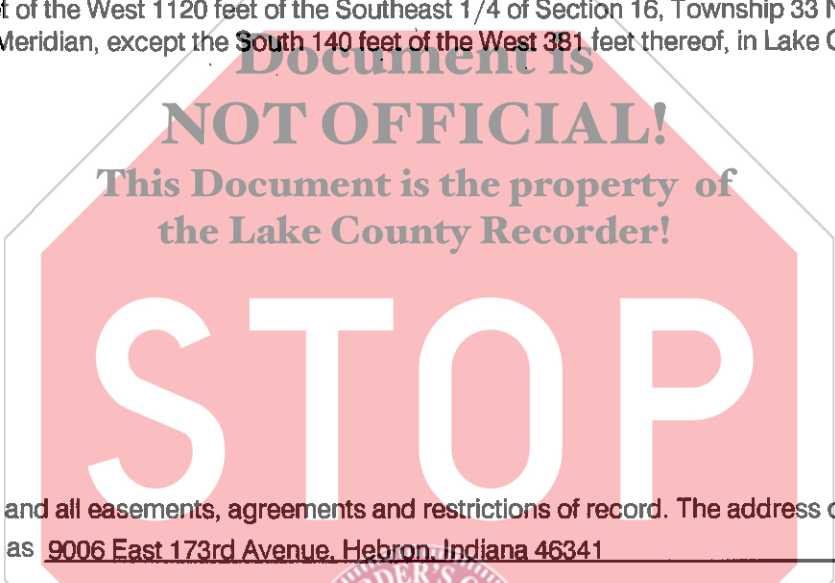 of the West 1120 feet of the Southeast 1/4 of Section 16, Township 33
Meridian, except the South 140 feet of the West 381 feet thereof, in Lake
Document is
NOT OFFICIAL!
This Document is the property of
the Lake County Recorder!
STOP
and all easements, agreements and restrictions of record. The address
as 9006 East 173rd Avenue, Hebron, Indiana 46341